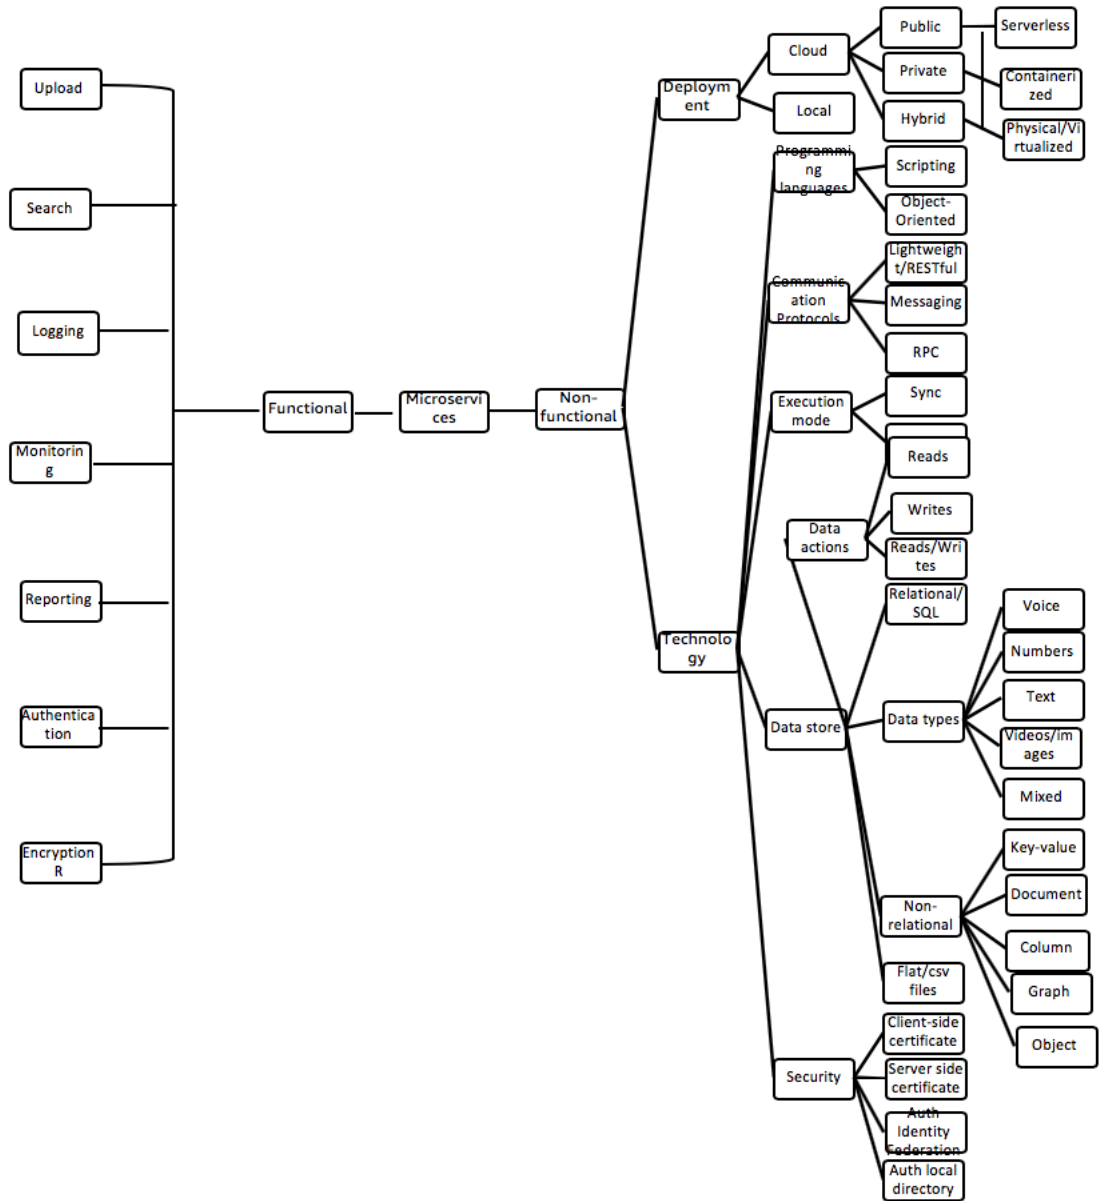 Upload
Search
Logging
Monitorin
g
Reporting
Authentica
tion
Encryption
R
Functional
Microservi
ces
Non-
functional
Deploym
ent
Technolo
gy
Cloud
Local
Public
Private
Hybrid
Serverless
Containeri
zed
Physical/Vi
rtualized
Programmi
ng
languages
Scripting
Object-
Oriented
Communic
ation
Protocols
Lightweigh
t/RESTful
Messaging
RPC
Execution
mode
Sync
Reads
Data
actions
Writes
Reads/Wri
tes
Data store
Relational/
SQL
Data types
Voice
Numbers
Text
Videos/im
ages
Mixed
Non-
relational
Key-value
Document
Column
Graph
Object
Flat/csv
files
Security
Client-side
certificate
Server side
certificate
Auth
Identity
Federation
Auth local
directory